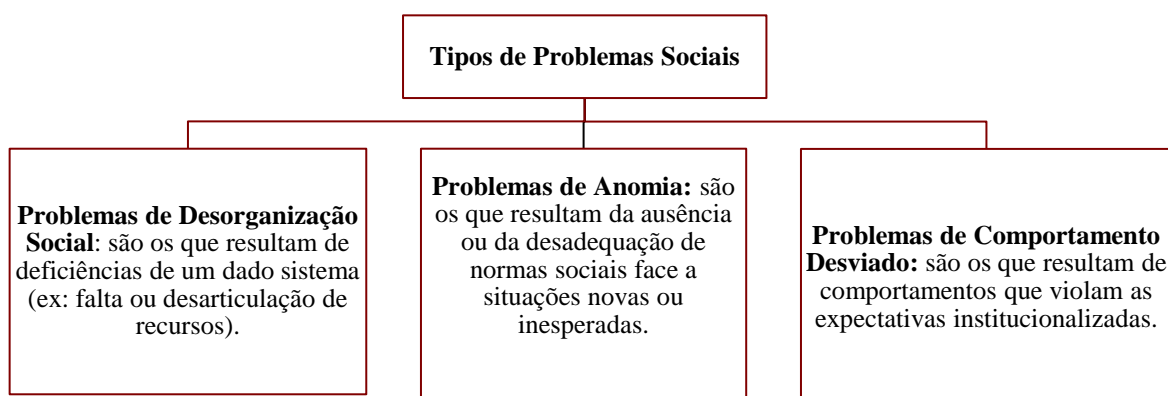 Tipos de Problemas Sociais
Problemas de Desorganização
Social: são os que resultam de
deficiências de um dado sistema
(ex: falta ou desarticulação de
recursos).
Problemas de Anomia: são
os que resultam da ausência
ou da desadequação de
normas sociais face a
situações novas ou
inesperadas.
Problemas de Comportamento
Desviado: são os que resultam de
comportamentos que violam as
expectativas institucionalizadas.